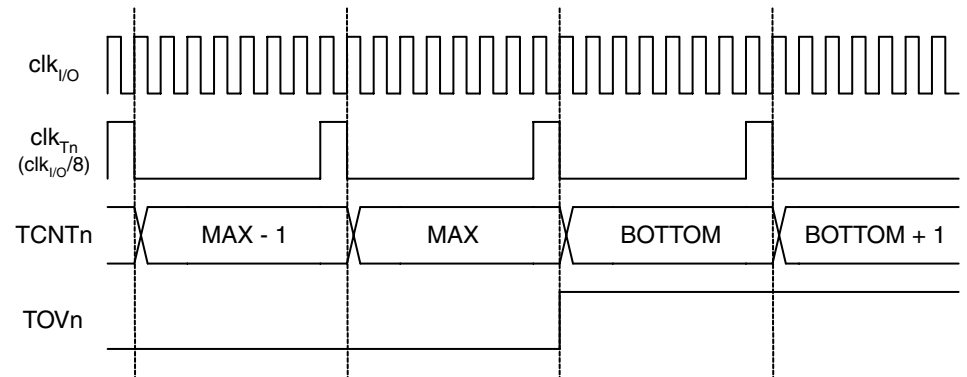 clkI/O
clkTn
(clkI/O/8)
TCNTn MAX - 1 MAX BOTTOM BOTTOM + 1
TOVn